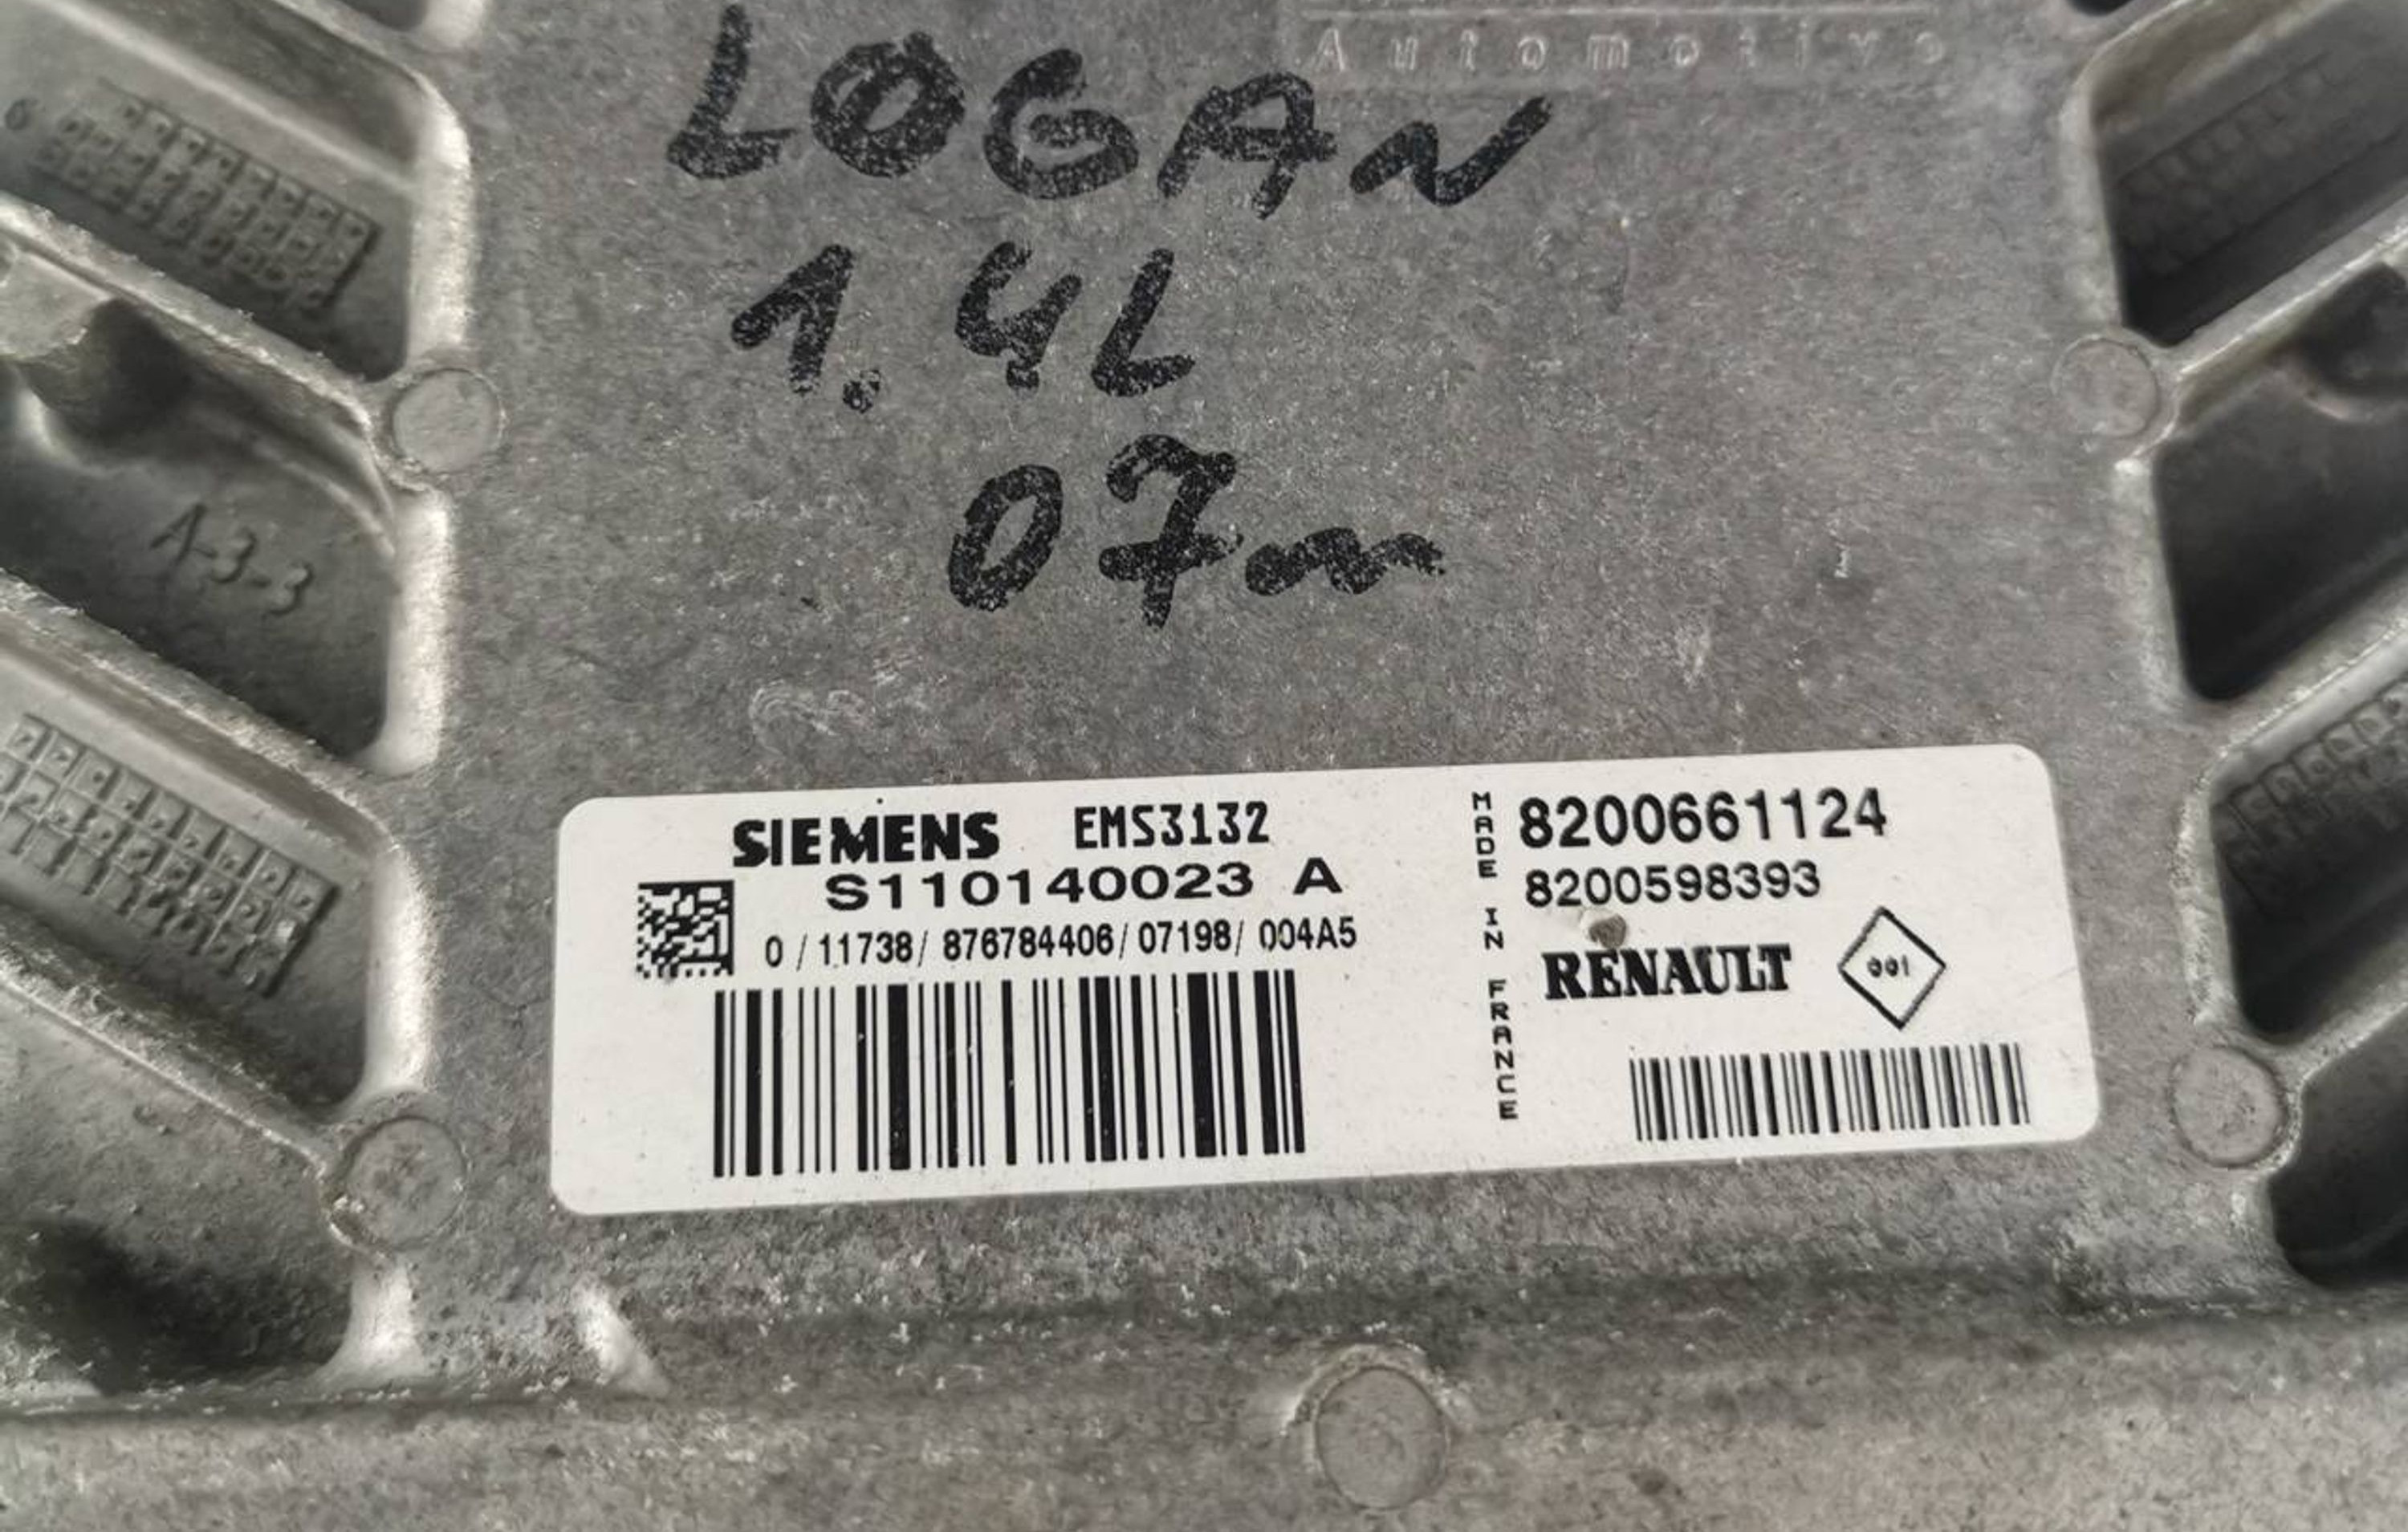 Automotive
LOGAN
1.4L
07m
A-3-3
SIEMENS EMS3132
S110140023 A
0/11738/876784406/07198/004A5
MADE IN FRANCE
8200661124
8200598393
RENAULT 001